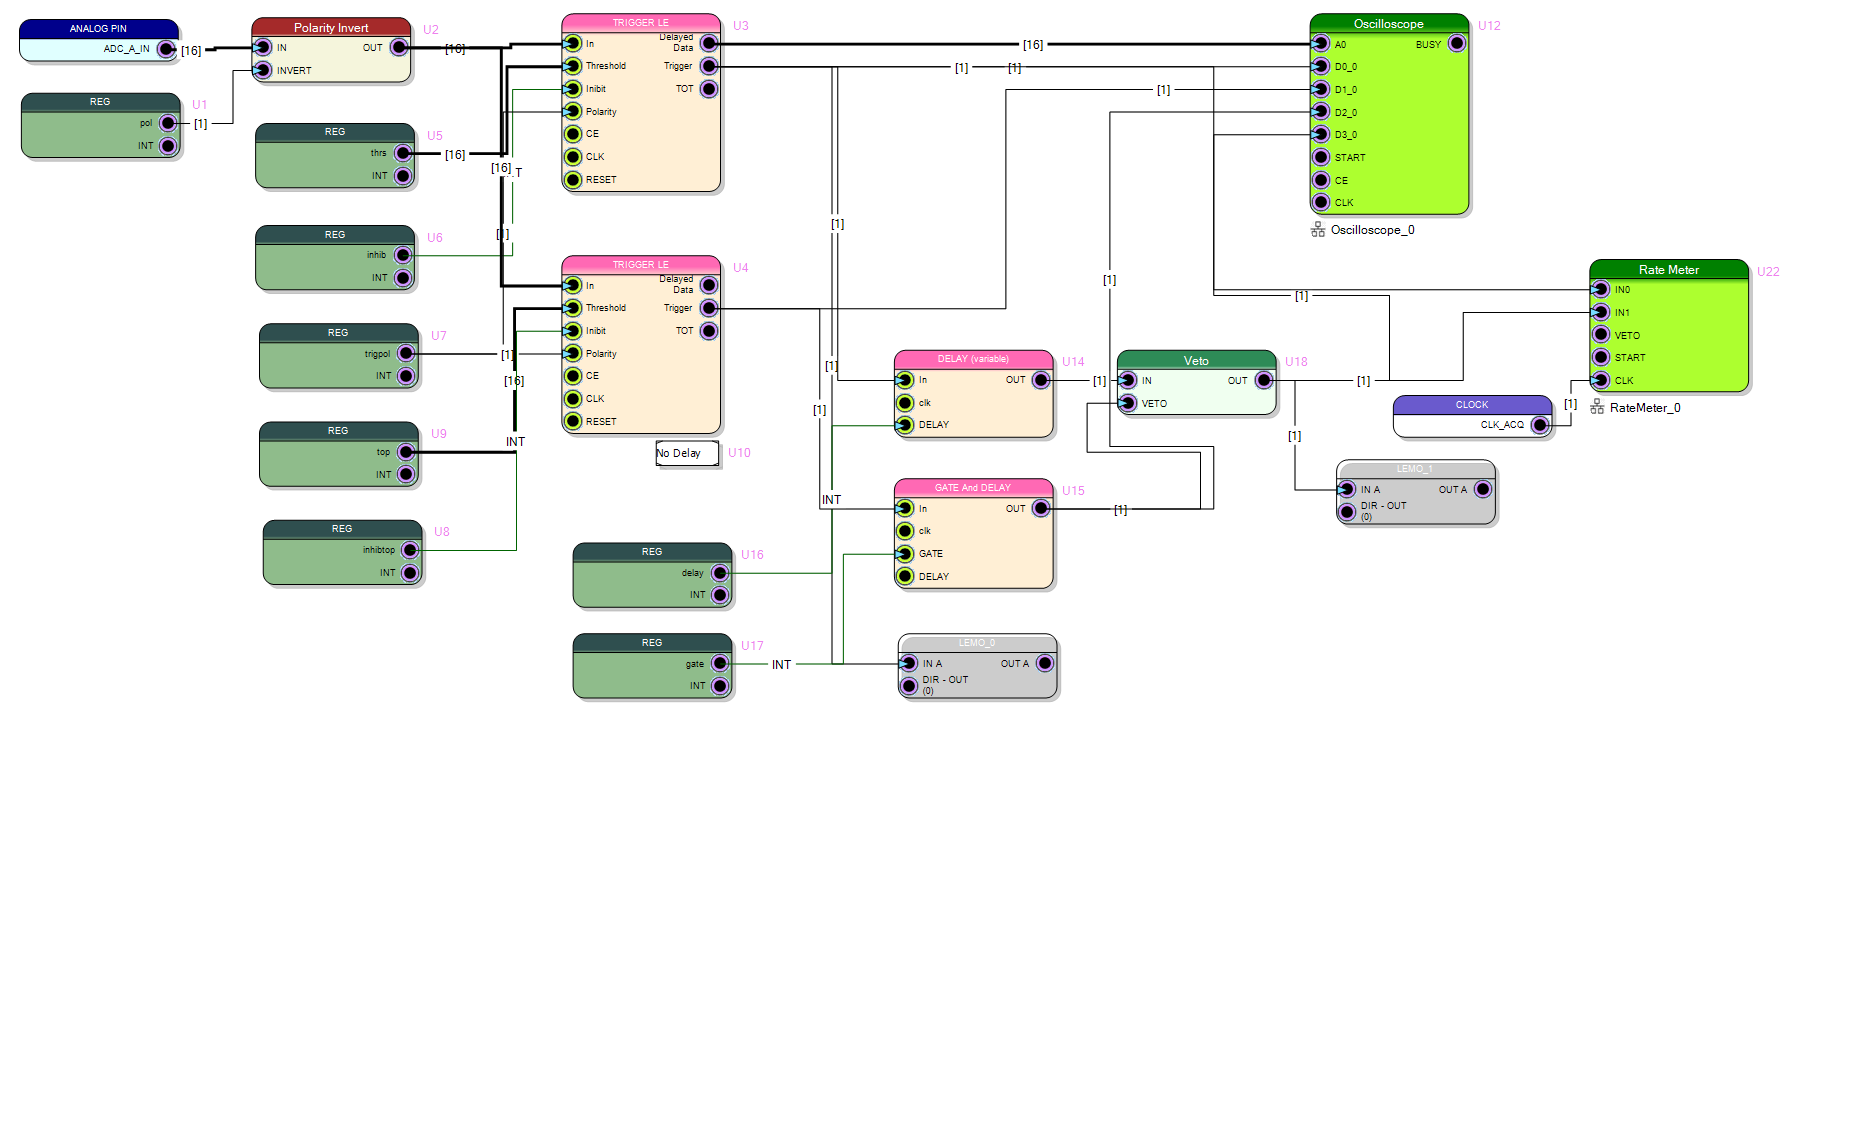 ANALOG PIN
ADC_A_IN
[16]
REG
U1
pol
[1]
INT
Polarity Invert
U2
IN
OUT
[16]
INVERT
REG
U5
thrs
[16]
INT
[16]
REG
U6
inhib
INT
[1]
REG
U7
trigpol
[1]
INT
[16]
REG
U9
top
INT
INT
REG
U8
inhibtop
INT
TRIGGER LE
U3
In
Delayed
Data
Threshold
Trigger
Inibit
TOT
Polarity
CE
CLK
RESET
TRIGGER LE
U4
In
Delayed
Data
Threshold
Trigger
Inibit
TOT
Polarity
CE
CLK
RESET
No Delay
U10
REG
U16
delay
INT
REG
U17
gate
INT
INT
[16]
[1]
[1]
[1]
[1]
[1]
[1]
[1]
INT
DELAY (variable)
U14
In
OUT
[1]
clk
DELAY
GATE And DELAY
U15
In
OUT
[1]
clk
GATE
DELAY
LEMO_0
IN A
OUT A
DIR - OUT
(0)
Veto
U18
IN
OUT
[1]
VETO
[1]
[1]
Oscilloscope
U12
A0
BUSY
D0_0
D1_0
D2_0
D3_0
START
CE
CLK
Oscilloscope_0
Rate Meter
U22
IN0
IN1
VETO
START
CLK
RateMeter_0
CLOCK
CLK_ACQ
[1]
LEMO_1
IN A
OUT A
DIR - OUT
(0)